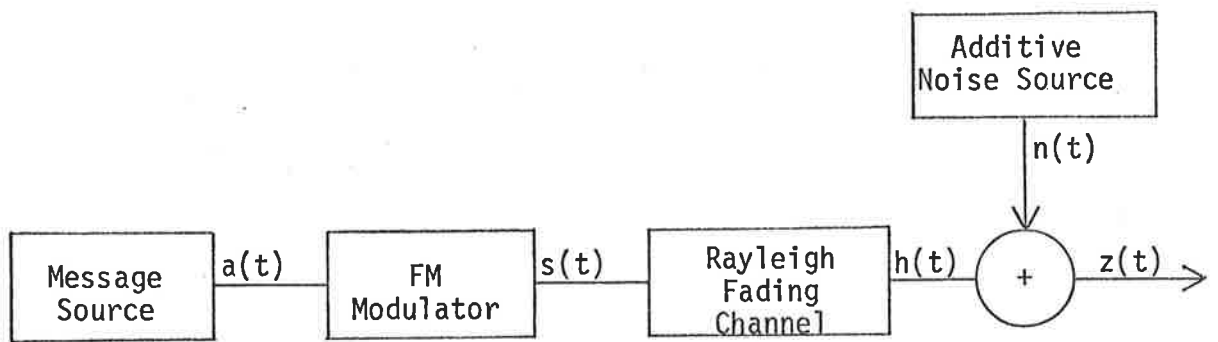 Additive
Noise Source
n(t)
Message
Source
a(t)
FM
Modulator
s(t)
Rayleigh
Fading
Channel
h(t)
+
z(t)